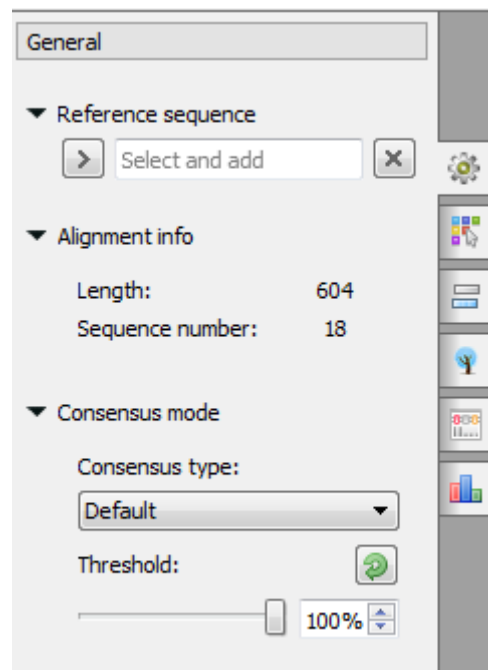 General
Reference sequence
Select and add
Alignment info
Length: 604
Sequence number: 18
Consensus mode
Consensus type:
Default
Threshold:
100%